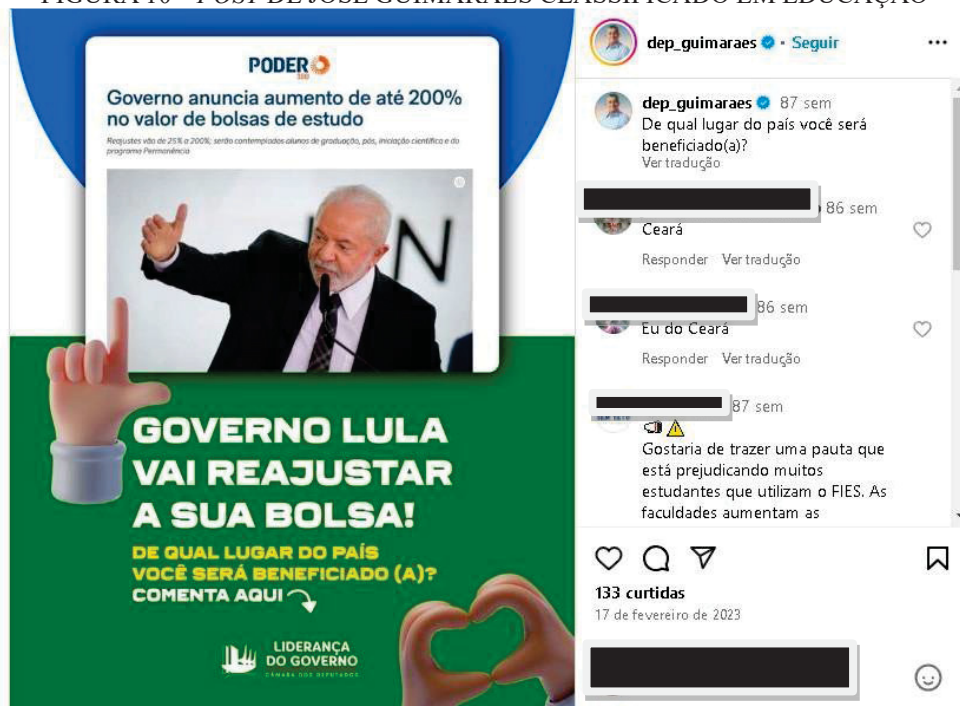 FIGURA 10 – POST DE JOSÉ GUIMARÃES CLASSIFICADO EM EDUCAÇÃO
PODER
360
Governo anuncia aumento de até 200%
no valor de bolsas de estudo
Reajustes vão de 25% a 200%; serão contemplados alunos de graduação, pós, iniciação científica e do
programa Permanência
N
GOVERNO LULA
VAI REAJUSTAR
A SUA BOLSA!
DE QUAL LUGAR DO PAÍS
VOCÊ SERÁ BENEFICIADO (A)?
COMENTA AQUI
LIDERANÇA
DO GOVERNO
CÂMARA DOS DEPUTADOS
dep_guimaraes • Seguir
dep_guimaraes 87 sem
De qual lugar do país você será
beneficiado(a)?
Ver tradução
86 sem
Ceará
Responder Ver tradução
86 sem
Eu do Ceará
Responder Ver tradução
87 sem
Gostaria de trazer uma pauta que
está prejudicando muitos
estudantes que utilizam o FIES. As
faculdades aumentam as
133 curtidas
17 de fevereiro de 2023